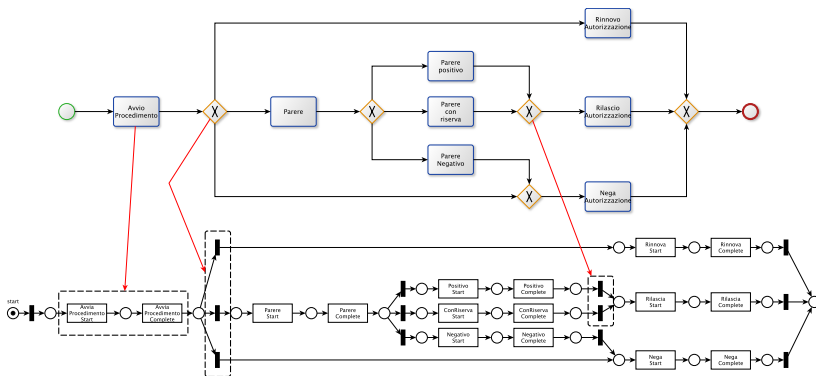 Rinnovo
Autorizzazione
Parere
positivo
Avvio
Procedimento
X
Parere
X
Parere
con
riserva
X
Rilascio
Autorizzazione
X
Parere
Negativo
X
Nega
Autorizzazione
Rinnova
Start
Rinnova
Complete
start
Avvia
Procedimento
Start
Avvia
Procedimento
Complete
Parere
Start
Parere
Complete
Positivo
Start
Positivo
Complete
ConRiserva
Start
ConRiserva
Complete
Negativo
Start
Negativo
Complete
Rilascia
Start
Rilascia
Complete
Nega
Start
Nega
Complete